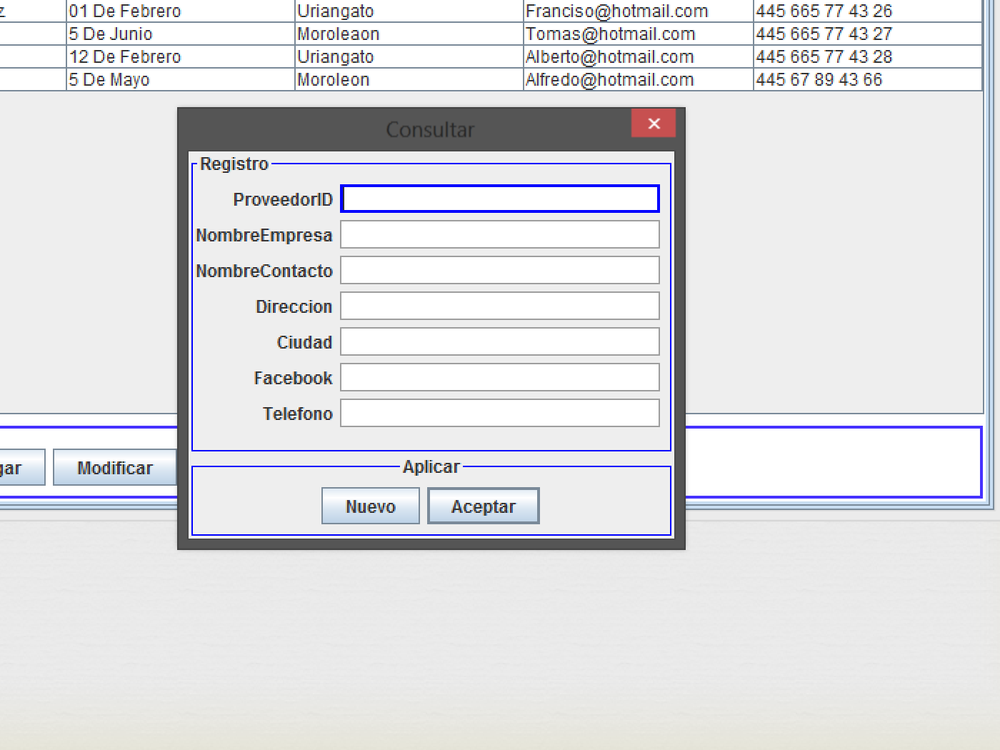 z 01 De Febrero Uriangato Franciso@hotmail.com 445 665 77 43 26
5 De Junio Moroleaon Tomas@hotmail.com 445 665 77 43 27
12 De Febrero Uriangato Alberto@hotmail.com 445 665 77 43 28
5 De Mayo Moroleon Alfredo@hotmail.com 445 67 89 43 66
Consultar
Registro
ProveedorID
NombreEmpresa
NombreContacto
Direccion
Ciudad
Facebook
Telefono
gar Modificar
Aplicar
Nuevo Aceptar